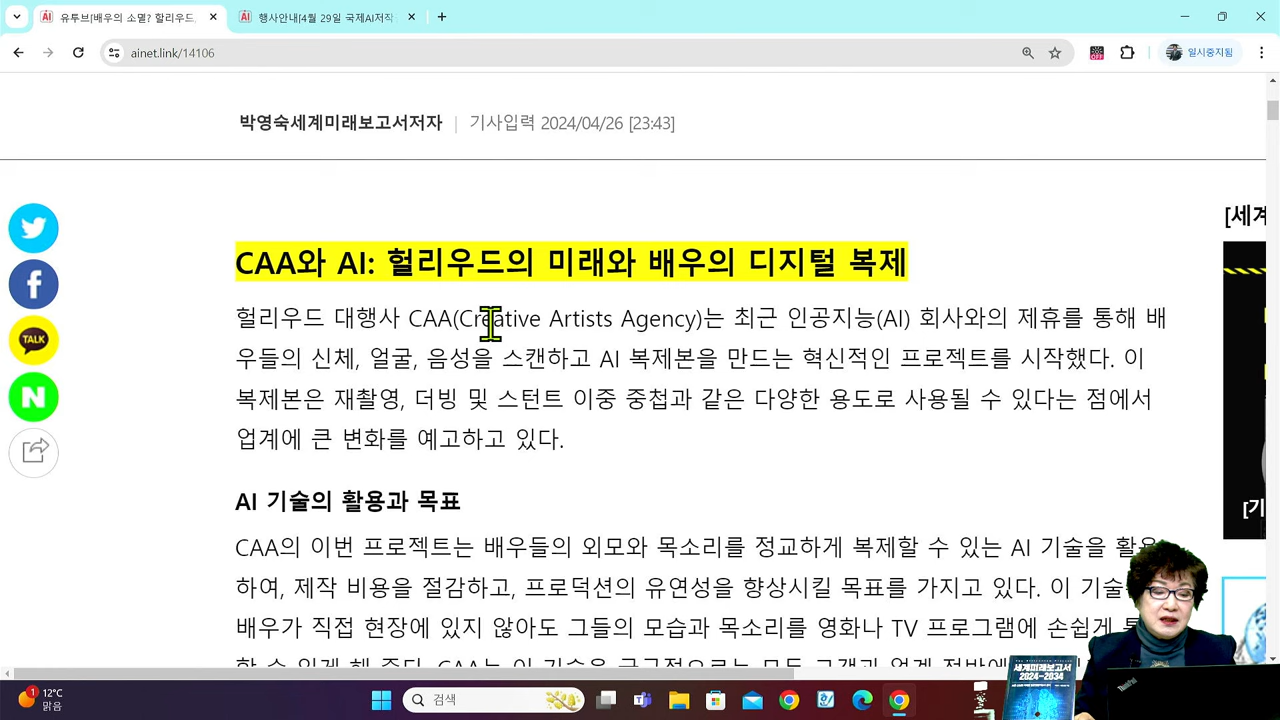 유튜브[배우의 소멸? 할리우드
행사안내[4월 29일 국제AI저작
ainet.link/14106
OFF
일시중지됨
박영숙세계미래보고서저자 | 기사입력 2024/04/26 [23:43]
[세계
CAA와 AI: 헐리우드의 미래와 배우의 디지털 복제
헐리우드 대행사 CAA(Creative Artists Agency)는 최근 인공지능(AI) 회사와의 제휴를 통해 배
우들의 신체, 얼굴, 음성을 스캔하고 AI 복제본을 만드는 혁신적인 프로젝트를 시작했다. 이
복제본은 재촬영, 더빙 및 스턴트 이중 중첩과 같은 다양한 용도로 사용될 수 있다는 점에서
업계에 큰 변화를 예고하고 있다.
TALK
N
AI 기술의 활용과 목표
[기
CAA의 이번 프로젝트는 배우들의 외모와 목소리를 정교하게 복제할 수 있는 AI 기술을 활용
하여, 제작 비용을 절감하고, 프로덕션의 유연성을 향상시킬 목표를 가지고 있다. 이
배우가 직접 현장에 있지 않아도 그들의 모습과 목소리를 영화나 TV 프로그램에 손쉽게
세계미래보고서
2024-2034
ThinkPad
1
12°C
맑음
검색